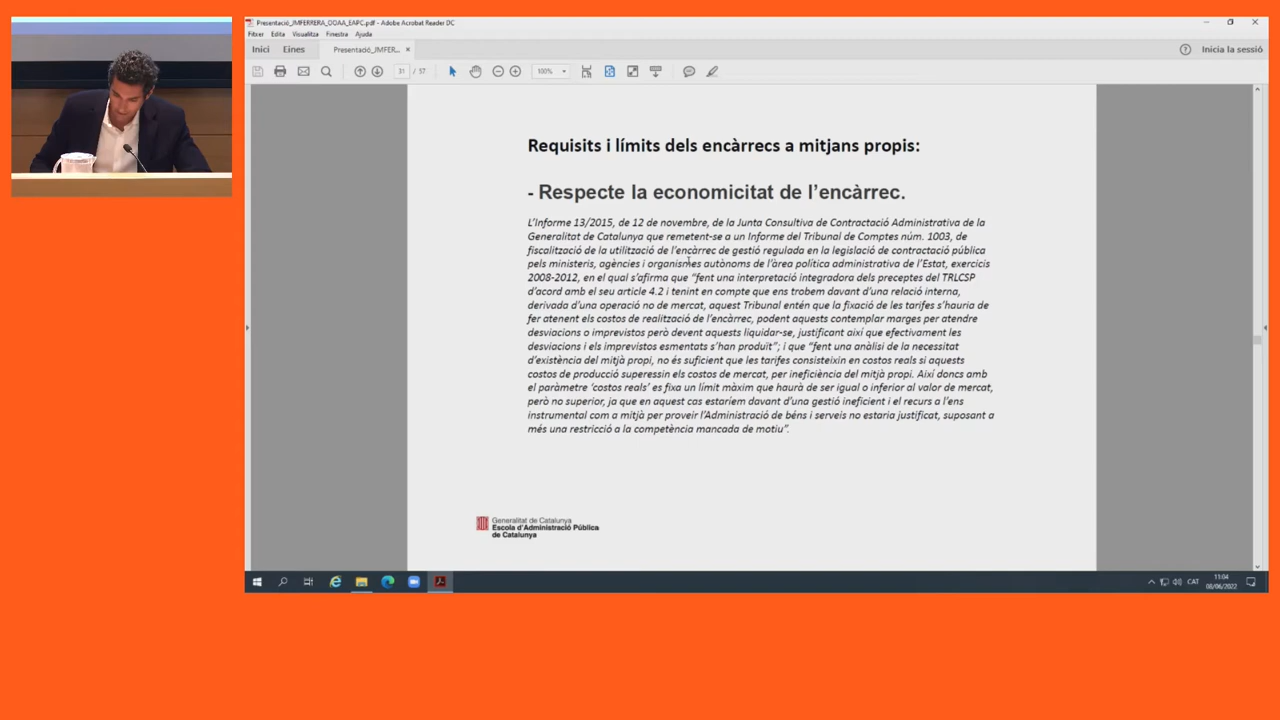 Presentació_JMFERRERA_OOAA_EAPC.pdf - Adobe Acrobat Reader DC
Fitxer Edita Visualitza Finestra Ajuda
Inici Eines Presentació_JMFER... × Inicia la sessió
31 / 57 100%
Requisits i límits dels encàrrecs a mitjans propis:
- Respecte la economicitat de l’encàrrec.
L’Informe 13/2015, de 12 de novembre, de la Junta Consultiva de Contractació Administrativa de la
Generalitat de Catalunya que remetent-se a un Informe del Tribunal de Comptes núm. 1003, de
fiscalització de la utilització de l’encàrrec de gestió regulada en la legislació de contractació pública
pels ministeris, agències i organismes autònoms de l’àrea política administrativa de l’Estat, exercicis
2008-2012, en el qual s’afirma que “fent una interpretació integradora dels preceptes del TRLCSP
d’acord amb el seu article 4.2 i tenint en compte que ens trobem davant d’una relació interna,
derivada d’una operació no de mercat, aquest Tribunal entén que la fixació de les tarifes s’hauria de
fer atenent els costos de realització de l’encàrrec, podent aquests contemplar marges per atendre
desviacions o imprevistos però devent aquests liquidar-se, justificant així que efectivament les
desviacions i els imprevistos esmentats s’han produït”; i que “fent una anàlisi de la necessitat
d’existència del mitjà propi, no és suficient que les tarifes consisteixin en costos reals si aquests
costos de producció superessin els costos de mercat, per ineficiència del mitjà propi. Així doncs amb
el paràmetre ‘costos reals’ es fixa un límit màxim que haurà de ser igual o inferior al valor de mercat,
però no superior, ja que en aquest cas estaríem davant d’una gestió ineficient i el recurs a l’ens
instrumental com a mitjà per proveir l’Administració de béns i serveis no estaria justificat, suposant a
més una restricció a la competència mancada de motiu”.
Generalitat de Catalunya
Escola d’Administració Pública
de Catalunya
CAT
11:04
08/06/2022